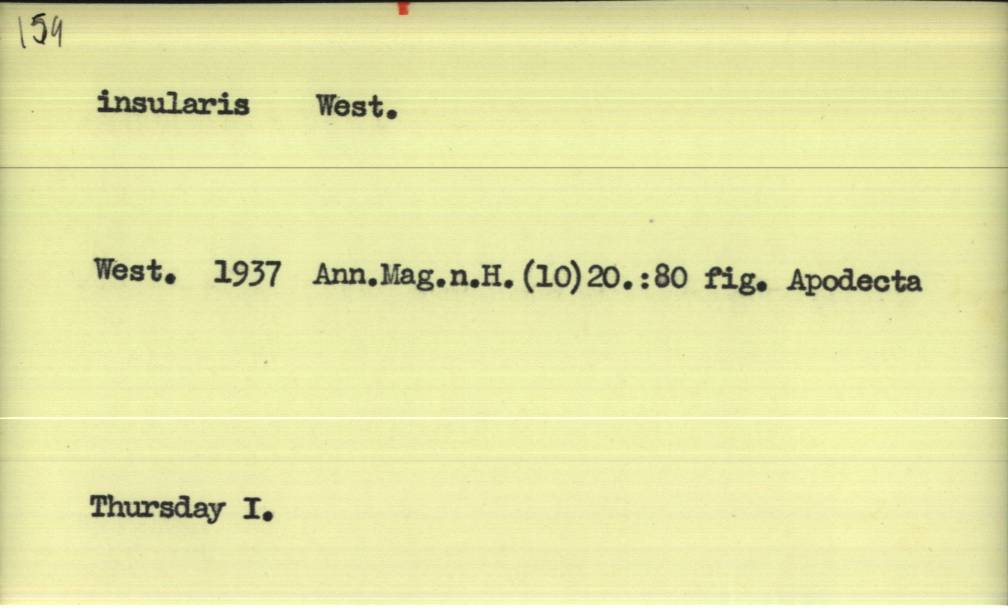 159
insularis West.
West. 1937 Ann.Mag.n.H.(10)20.:80 fig. Apodecta
Thursday I.